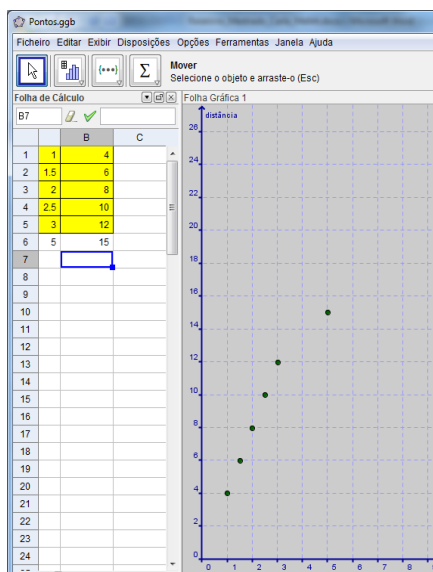 Pontos.ggb
Ficheiro Editar Exibir Disposições Opções Ferramentas Janela Ajuda
{•••}
Σ
Mover
Selecione o objeto e arraste-o (Esc)
Folha de Cálculo
Folha Gráfica 1
B7
B C
1 1 4
2 1.5 6
3 2 8
4 2.5 10
5 3 12
6 5 15
7
8
9
10
11
12
13
14
15
16
17
18
19
20
21
22
23
24
distância
26
24
22
20
18
16
14
12
10
8
6
4
2
0
0 1 2 3 4 5 6 7 8